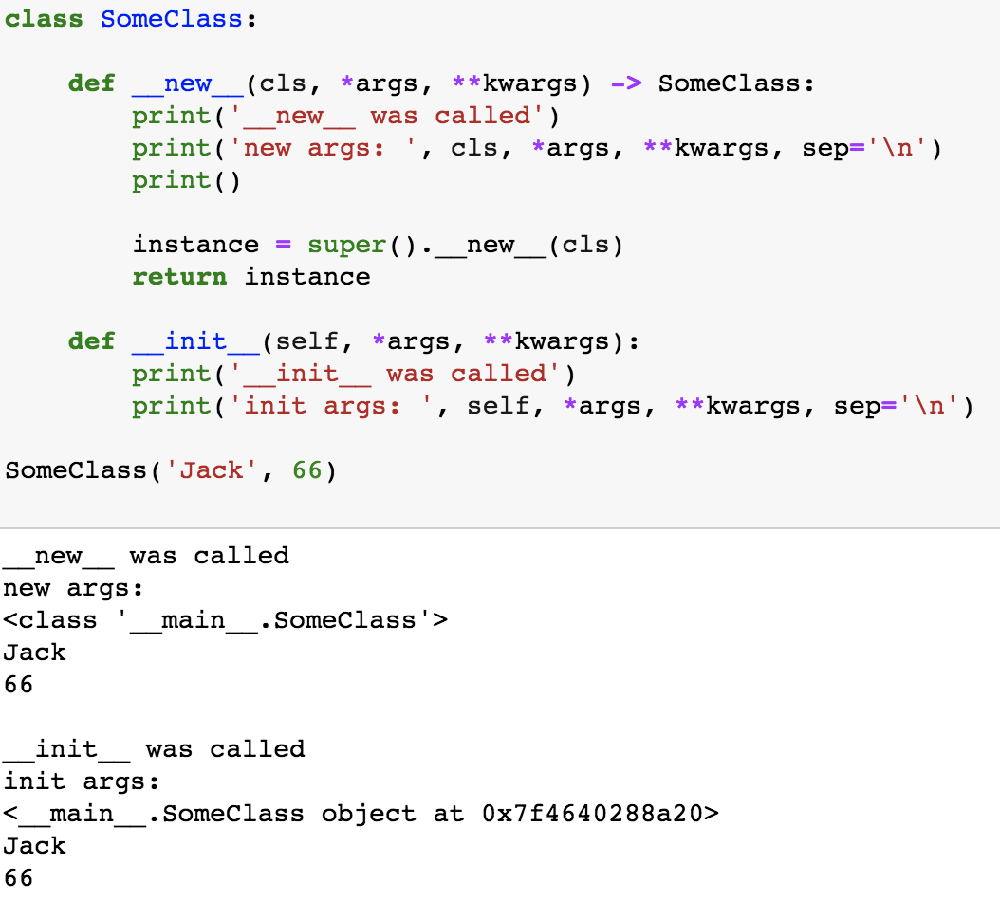 class SomeClass:
    def __new__(cls, *args, **kwargs) -> SomeClass:
        print('__new__ was called')
        print('new args: ', cls, *args, **kwargs, sep='\n')
        print()
        instance = super().__new__(cls)
        return instance
    def __init__(self, *args, **kwargs):
        print('__init__ was called')
        print('init args: ', self, *args, **kwargs, sep='\n')
SomeClass('Jack', 66)
__new__ was called
new args:
<class '__main__.SomeClass'>
Jack
66
__init__ was called
init args:
<__main__.SomeClass object at 0x7f4640288a20>
Jack
66